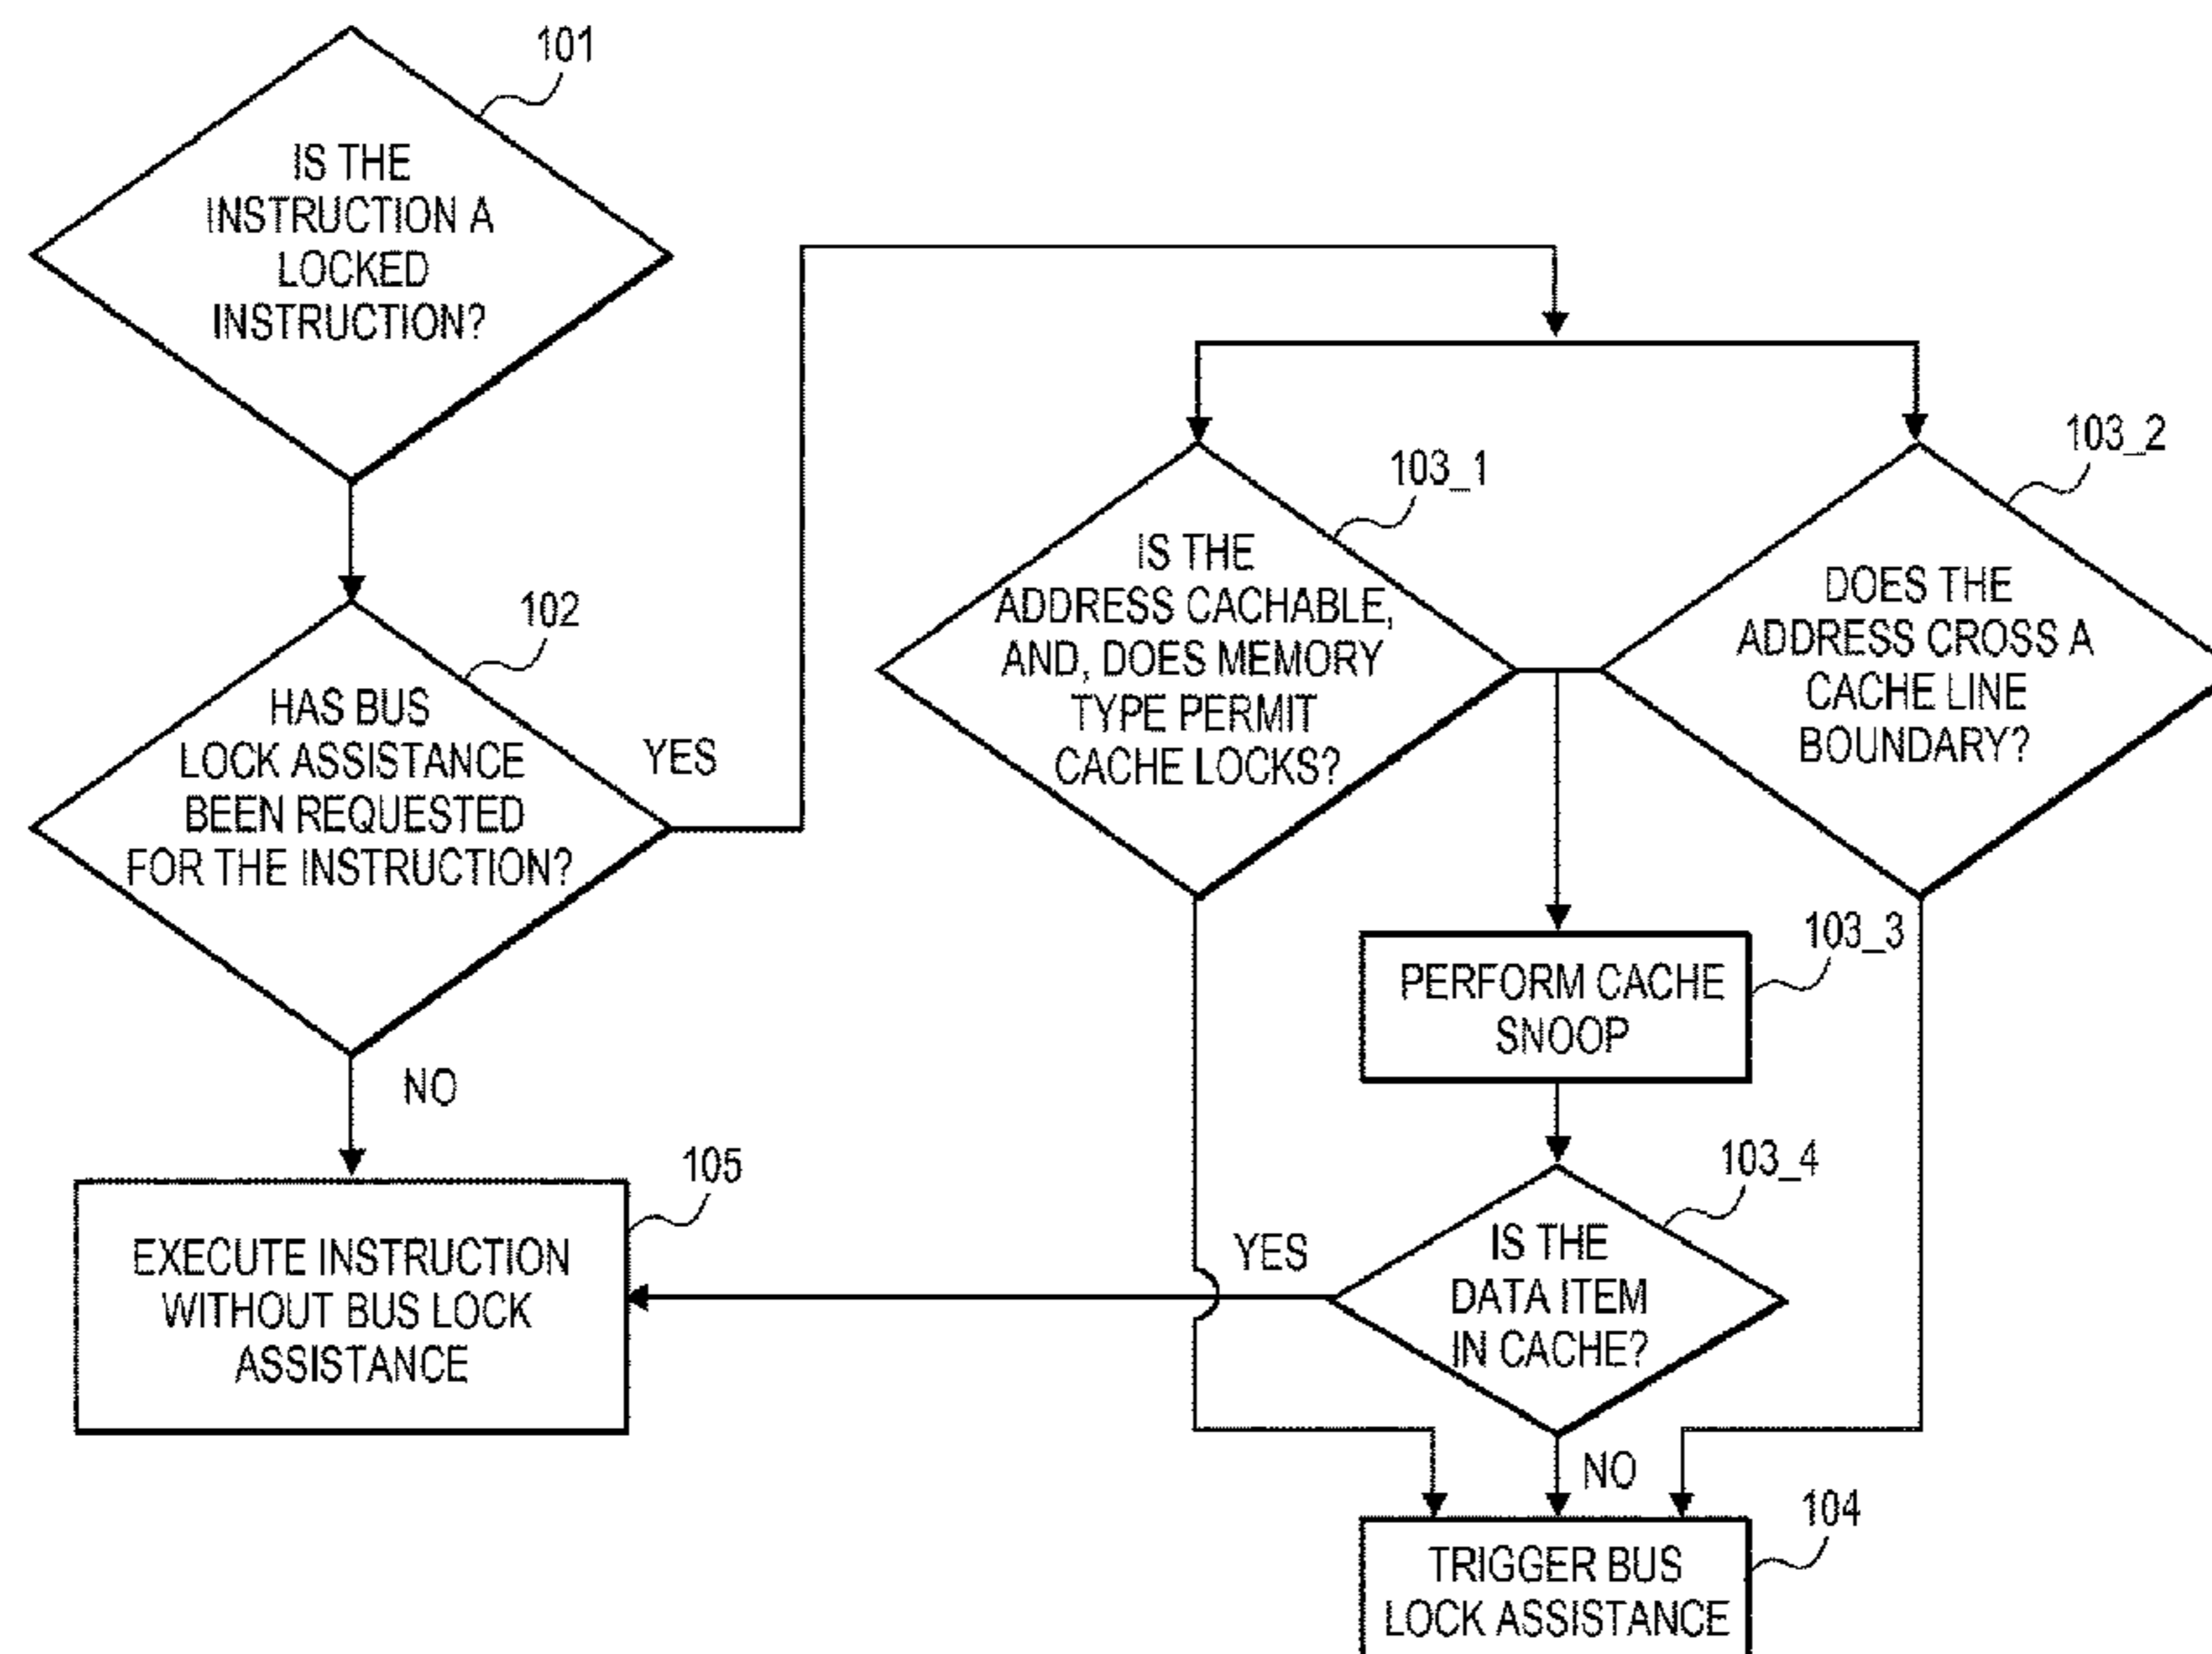 101
IS THE
INSTRUCTION A
LOCKED
INSTRUCTION?
102
HAS BUS
LOCK ASSISTANCE
BEEN REQUESTED
FOR THE INSTRUCTION?
YES
NO
105
EXECUTE INSTRUCTION
WITHOUT BUS LOCK
ASSISTANCE
103_1
IS THE
ADDRESS CACHABLE,
AND, DOES MEMORY
TYPE PERMIT
CACHE LOCKS?
103_2
DOES THE
ADDRESS CROSS A
CACHE LINE
BOUNDARY?
103_3
PERFORM CACHE
SNOOP
103_4
IS THE
DATA ITEM
IN CACHE?
YES
NO
104
TRIGGER BUS
LOCK ASSISTANCE